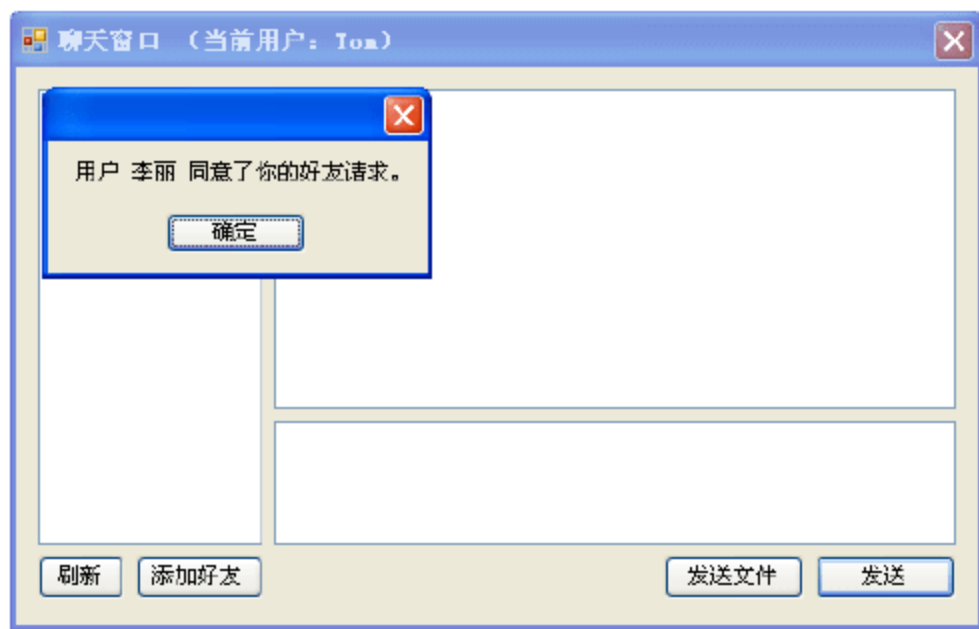 聊天窗口 （当前用户：Tom）
用户 李丽 同意了你的好友请求。
确定
刷新
添加好友
发送文件
发送